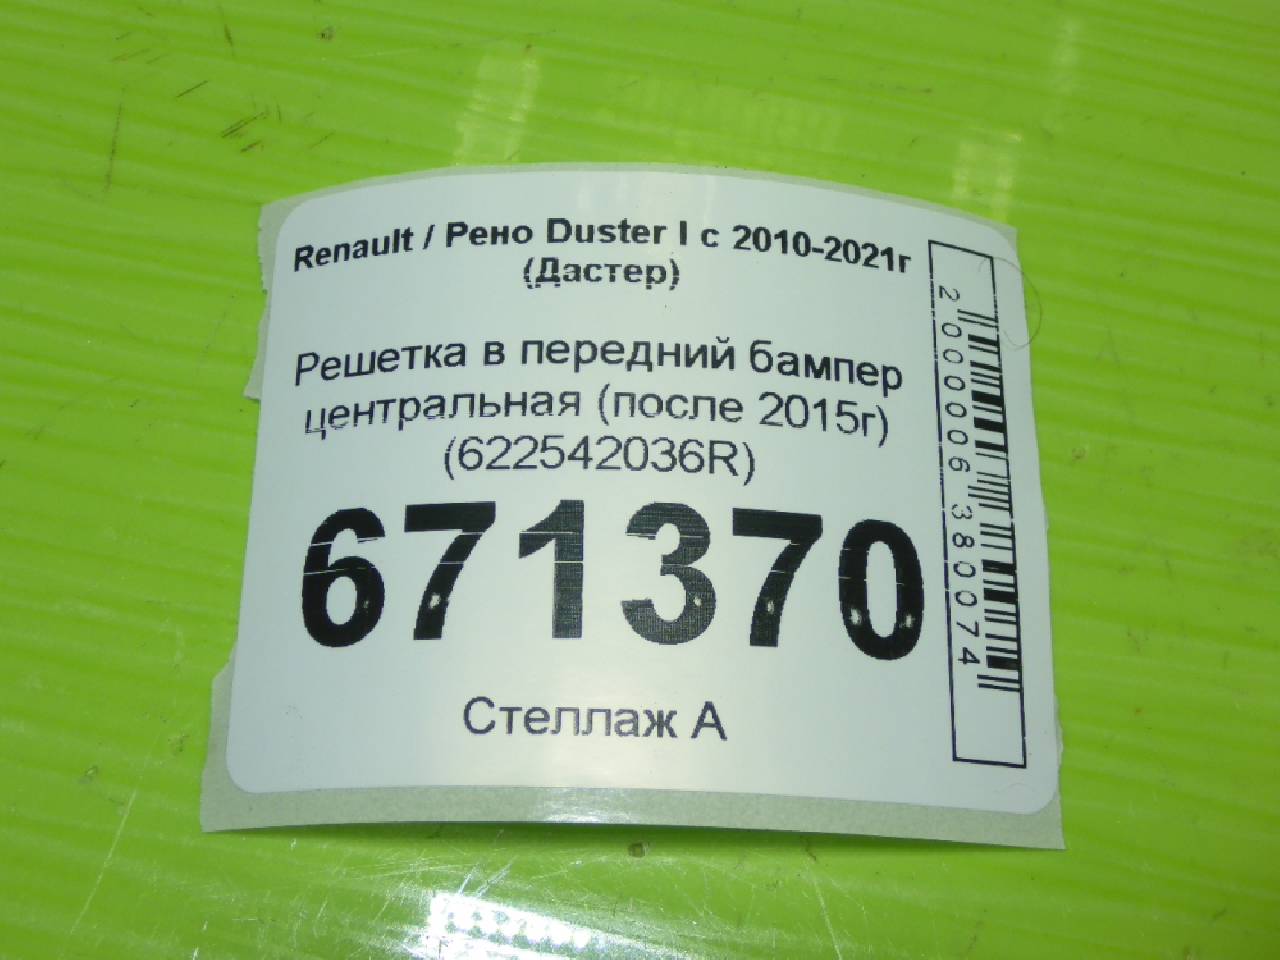 Renault / Рено Duster I с 2010-2021г
(Дастер)
Решетка в передний бампер
центральная (после 2015г)
(622542036R)
671370
Стеллаж А
2000006380074